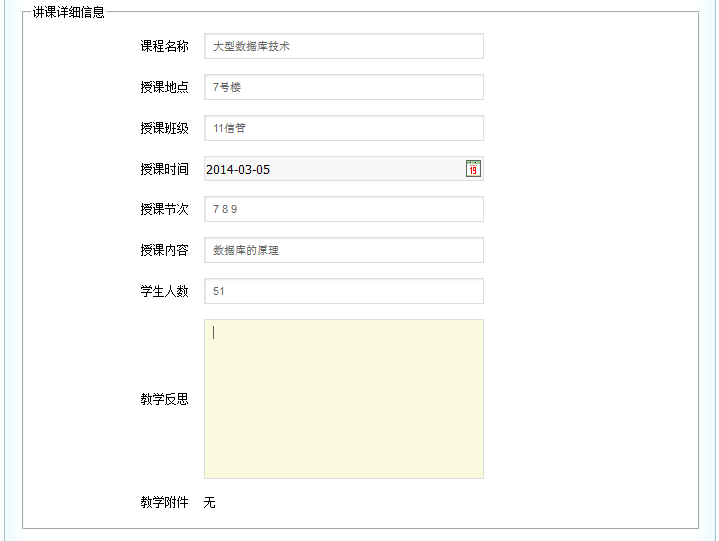 讲课详细信息
课程名称 大型数据库技术
授课地点 7号楼
授课班级 11信管
授课时间 2014-03-05 19
授课节次 7 8 9
授课内容 数据库的原理
学生人数 51
教学反思
教学附件 无